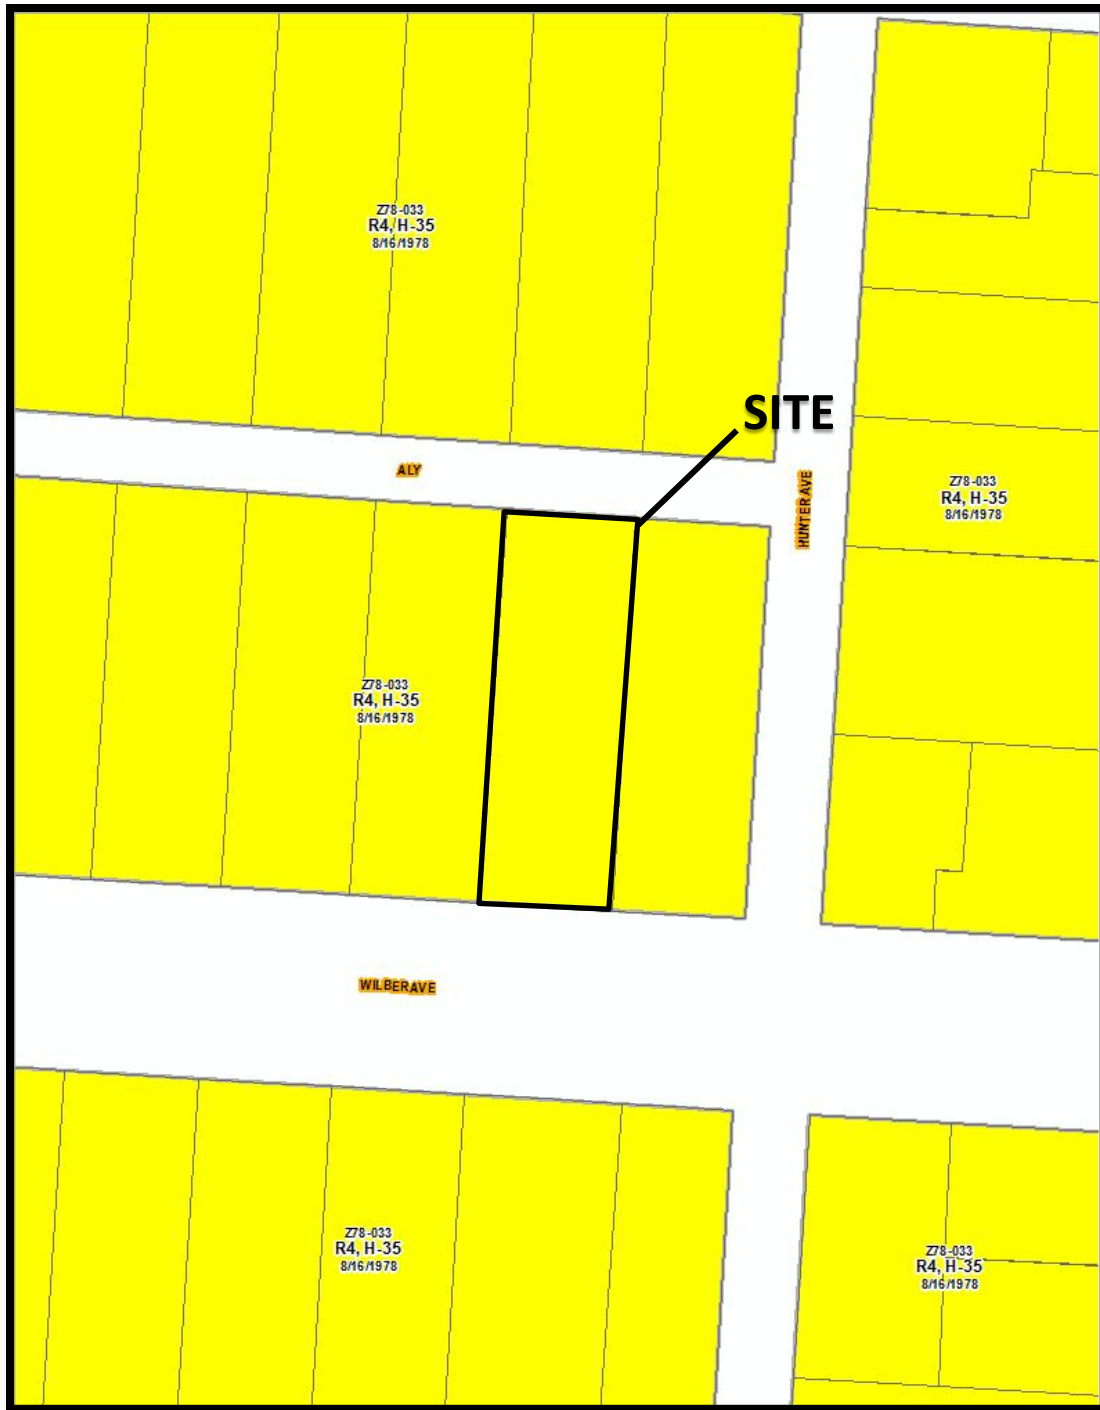 Z78-033
R4, H-35
8/16/1978
SITE
ALY
HUNTER AVE
Z78-033
R4, H-35
8/16/1978
Z78-033
R4, H-35
8/16/1978
WILBER AVE
Z78-033
R4, H-35
8/16/1978
Z78-033
R4, H-35
8/16/1978